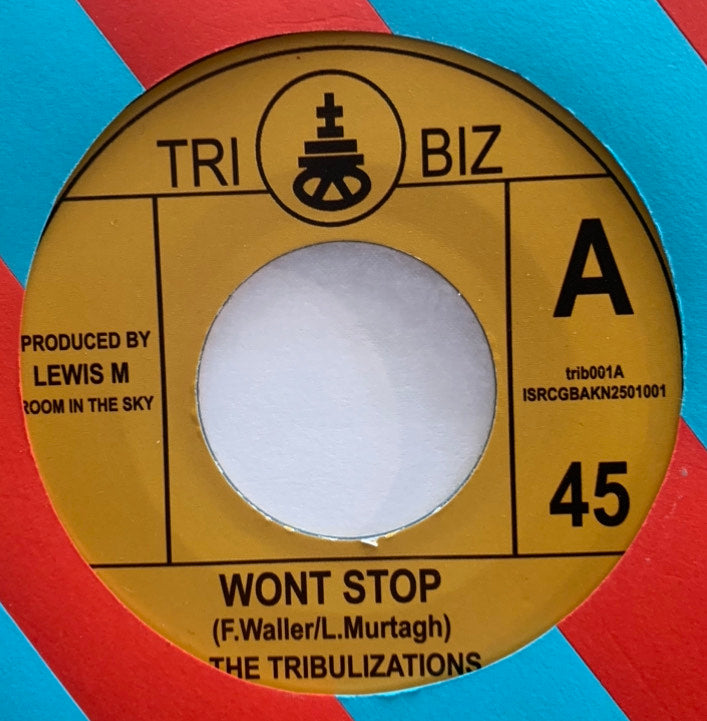 TRI BIZ
A
PRODUCED BY
LEWIS M
ROOM IN THE SKY
trib001A
ISRCGBAKN2501001
45
WONT STOP
(F.Waller/L.Murtagh)
THE TRIBULIZATIONS